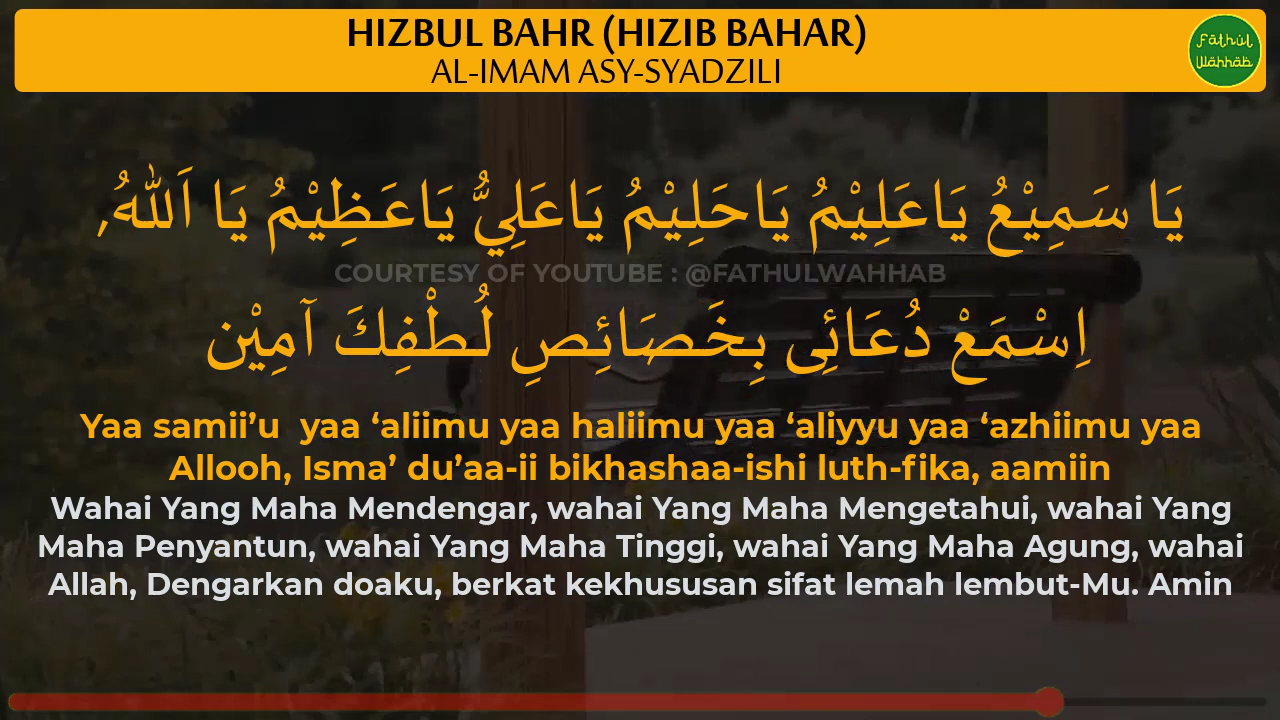 HIZBUL BAHR (HIZIB BAHAR)
AL-IMAM ASY-SYADZILI
Fathul
Wahhab
يَا سَمِيْعُ يَاعَلِيْمُ يَاحَلِيْمُ يَاعَلِيُّ يَاعَظِيْمُ يَا اَللهُ,
COURTESY OF YOUTUBE : @FATHULWAHHAB
اِسْمَعْ دُعَائِى بِخَصَائِصِ لُطْفِكَ آمِيْن
Yaa samii’u yaa ‘aliimu yaa haliimu yaa ‘aliyyu yaa ‘azhiimu yaa
Allooh, Isma’ du’aa-ii bikhashaa-ishi luth-fika, aamiin
Wahai Yang Maha Mendengar, wahai Yang Maha Mengetahui, wahai Yang
Maha Penyantun, wahai Yang Maha Tinggi, wahai Yang Maha Agung, wahai
Allah, Dengarkan doaku, berkat kekhususan sifat lemah lembut-Mu. Amin